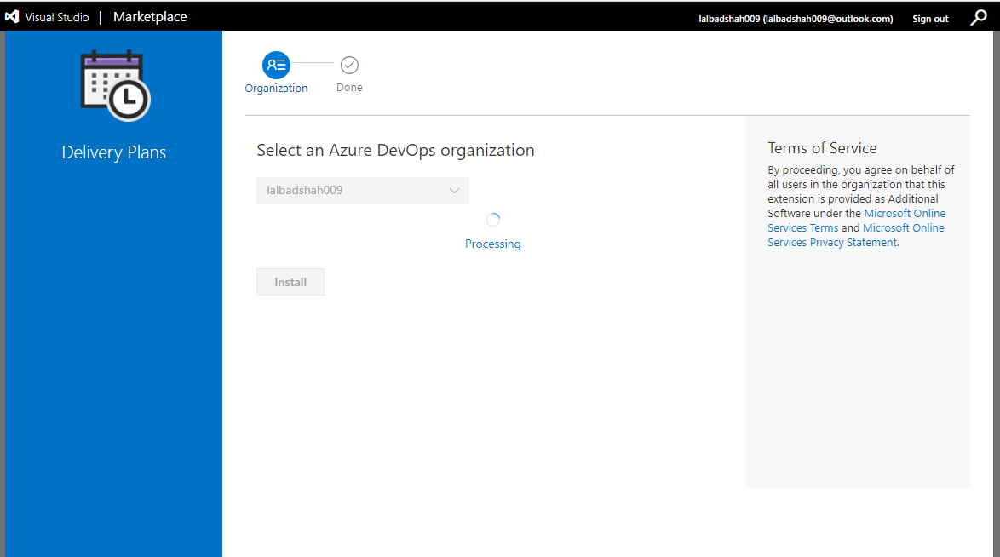 Visual Studio | Marketplace
lalbadshah009 (lalbadshah009@outlook.com) Sign out
Delivery Plans
Organization
Done
Select an Azure DevOps organization
lalbadshah009
Processing
Install
Terms of Service
By proceeding, you agree on behalf of
all users in the organization that this
extension is provided as Additional
Software under the Microsoft Online
Services Terms and Microsoft Online
Services Privacy Statement.